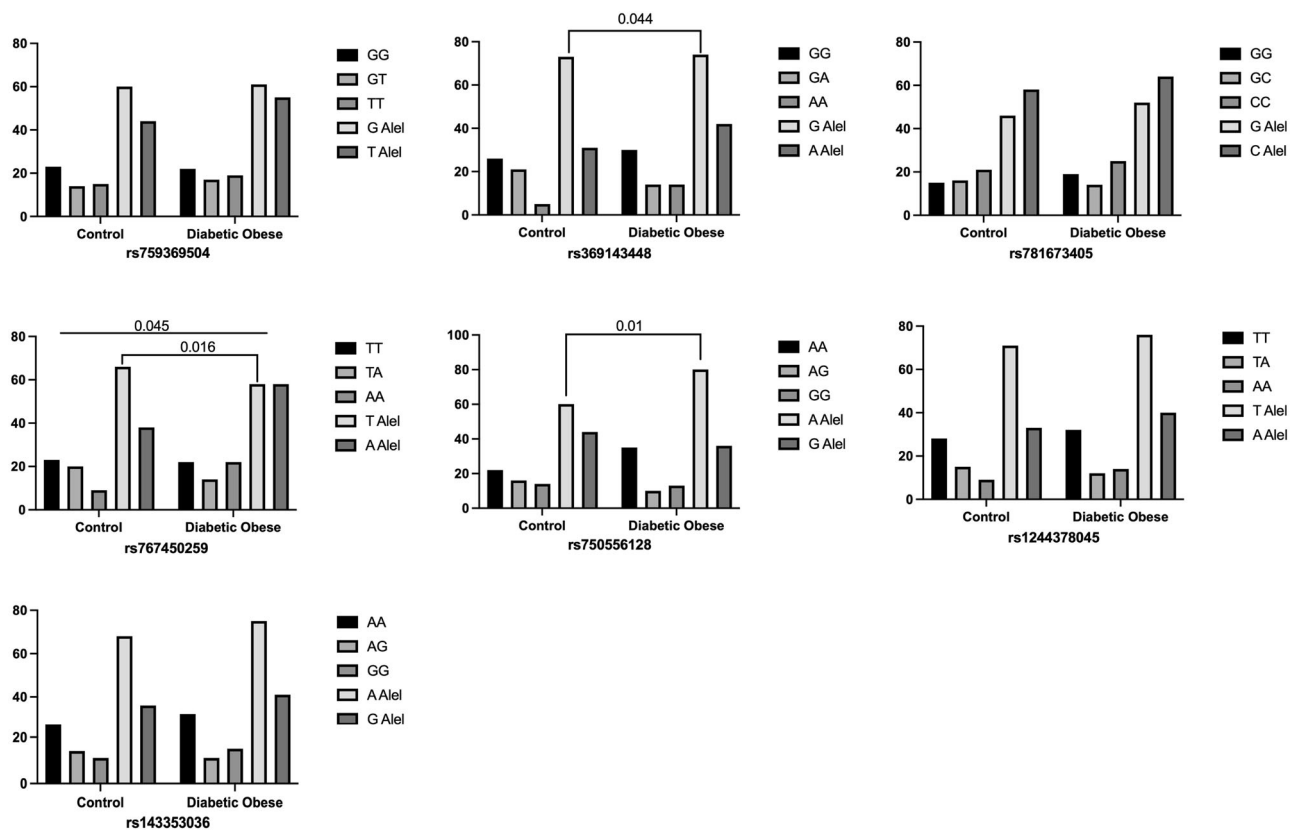 80
60
40
20
0
Control
Diabetic Obese
rs759369504
GG
GT
TT
G Alel
T Alel
0.044
80
60
40
20
0
Control
Diabetic Obese
rs369143448
GG
GA
AA
G Alel
A Alel
80
60
40
20
0
Control
Diabetic Obese
rs781673405
GG
GC
CC
G Alel
C Alel
0.045
0.016
80
60
40
20
0
Control
Diabetic Obese
rs767450259
TT
TA
AA
T Alel
A Alel
0.01
100
80
60
40
20
0
Control
Diabetic Obese
rs750556128
AA
AG
GG
A Alel
G Alel
80
60
40
20
0
Control
Diabetic Obese
rs1244378045
TT
TA
AA
T Alel
A Alel
80
60
40
20
0
Control
Diabetic Obese
rs143353036
AA
AG
GG
A Alel
G Alel